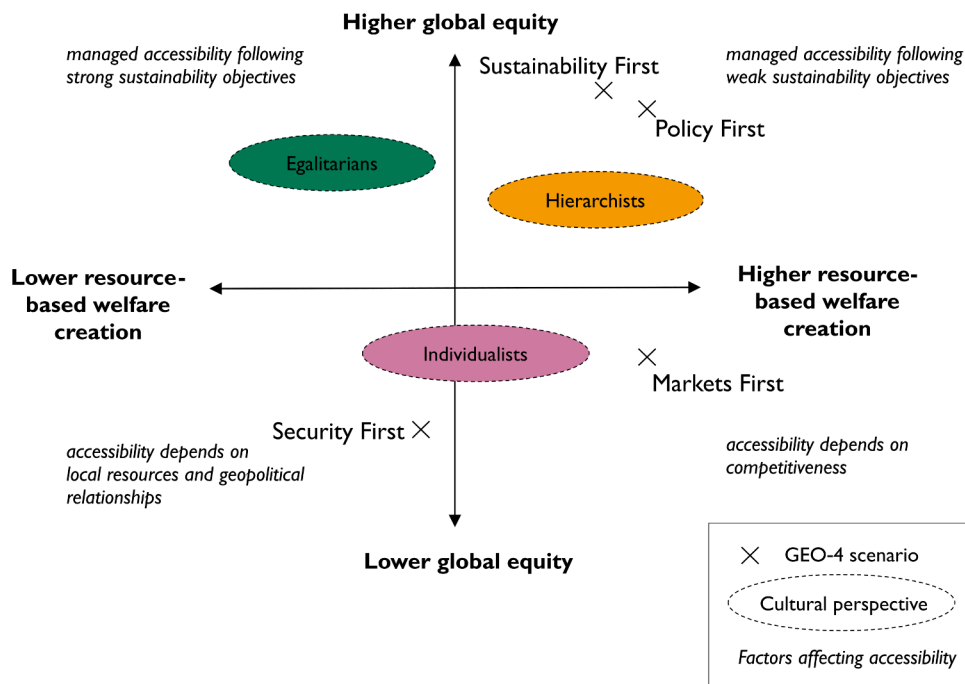 Higher global equity
managed accessibility following
strong sustainability objectives
managed accessibility following
weak sustainability objectives
Sustainability First
Policy First
Egalitarians
Hierarchists
Lower resource-
based welfare
creation
Higher resource-
based welfare
creation
Individualists
Markets First
Security First
accessibility depends on
local resources and geopolitical
relationships
accessibility depends on
competitiveness
Lower global equity
GEO-4 scenario
Cultural perspective
Factors affecting accessibility